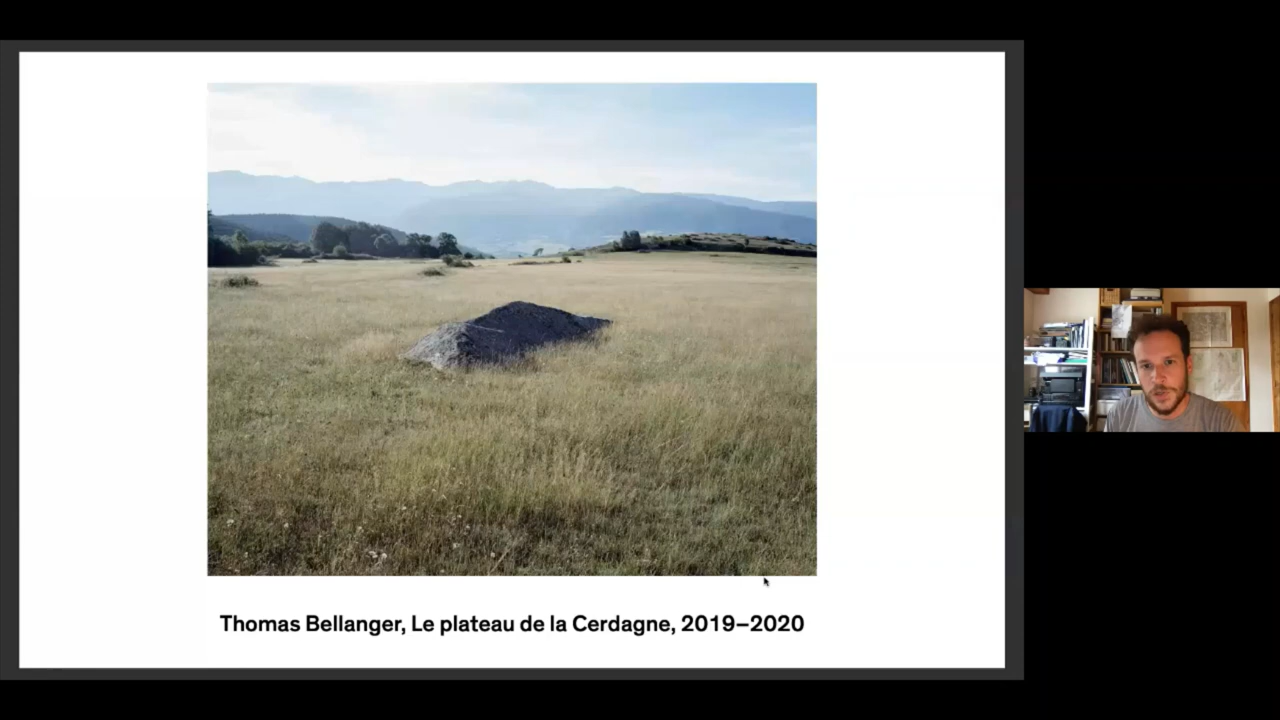 Thomas Bellanger, Le plateau de la Cerdagne, 2019–2020